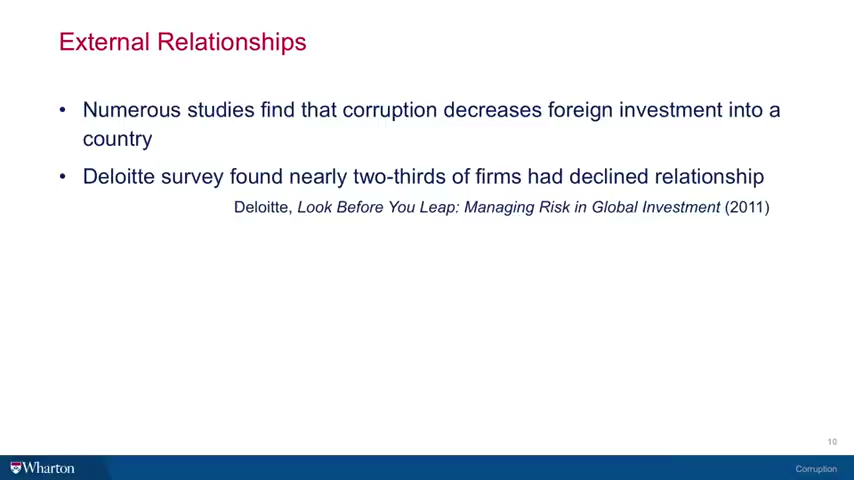 External Relationships
• Numerous studies find that corruption decreases foreign investment into a
country
• Deloitte survey found nearly two-thirds of firms had declined relationship
Deloitte, Look Before You Leap: Managing Risk in Global Investment (2011)
10
Wharton
Corruption